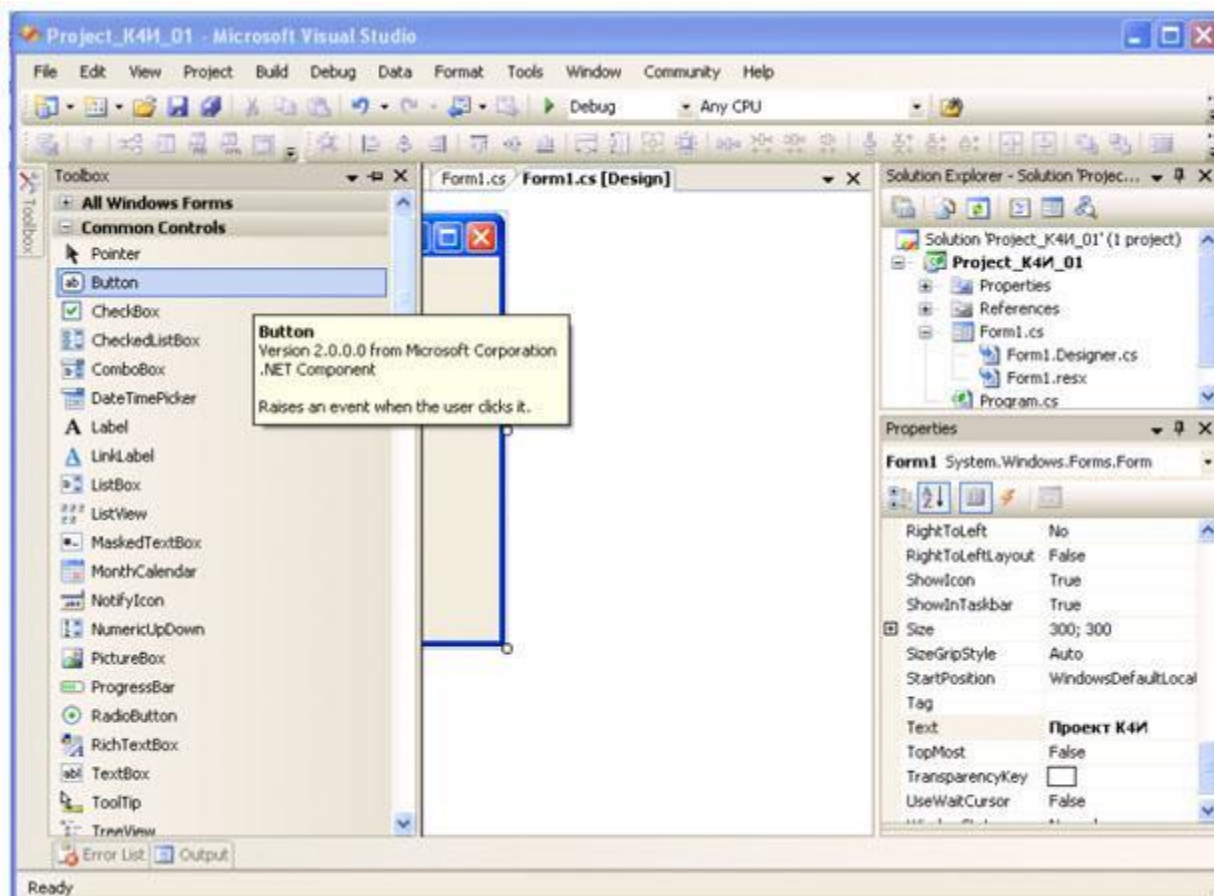 Project_К4И_01 - Microsoft Visual Studio
File Edit View Project Build Debug Data Format Tools Window Community Help
Debug Any CPU
Toolbox
Toolbox
All Windows Forms
Common Controls
Pointer
Button
CheckBox
CheckedListBox
ComboBox
DateTimePicker
Label
LinkLabel
ListBox
ListView
MaskedTextBox
MonthCalendar
NotifyIcon
NumericUpDown
PictureBox
ProgressBar
RadioButton
RichTextBox
TextBox
ToolTip
TreeView
Button
Version 2.0.0.0 from Microsoft Corporation
.NET Component
Raises an event when the user clicks it.
Form1.cs Form1.cs [Design]
Solution Explorer - Solution 'Projec...
Solution 'Project_К4И_01' (1 project)
Project_К4И_01
Properties
References
Form1.cs
Form1.Designer.cs
Form1.resx
Program.cs
Properties
Form1 System.Windows.Forms.Form
RightToLeft No
RightToLeftLayout False
ShowIcon True
ShowInTaskbar True
Size 300; 300
SizeGripStyle Auto
StartPosition WindowsDefaultLocat
Tag
Text Проект К4И
TopMost False
TransparencyKey
UseWaitCursor False
Error List Output
Ready